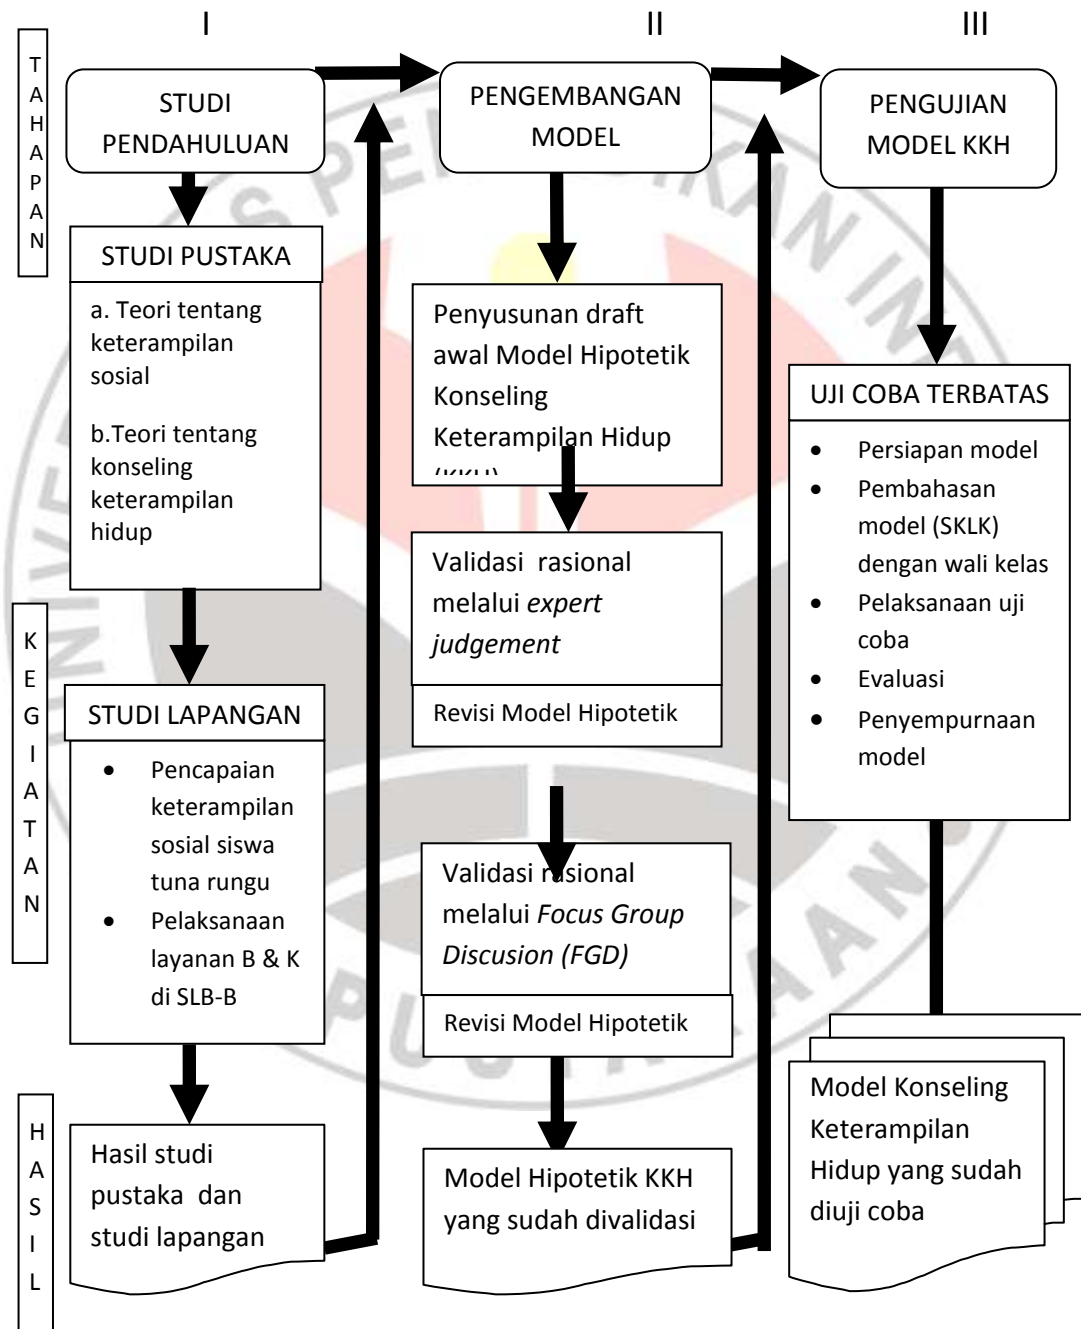 I
II
III
T
A
H
A
P
A
N
STUDI
PENDAHULUAN
PENGEMBANGAN
MODEL
PENGUJIAN
MODEL KKH
STUDI PUSTAKA
a. Teori tentang
keterampilan
sosial
b.Teori tentang
konseling
keterampilan
hidup
Penyusunan draft
awal Model Hipotetik
Konseling
Keterampilan Hidup
(KKH)
UJI COBA TERBATAS
• Persiapan model
• Pembahasan
model (SKLK)
dengan wali kelas
• Pelaksanaan uji
coba
• Evaluasi
• Penyempurnaan
model
Validasi rasional
melalui expert
judgement
Revisi Model Hipotetik
K
E
G
I
A
T
A
N
STUDI LAPANGAN
• Pencapaian
keterampilan
sosial siswa
tuna rungu
• Pelaksanaan
layanan B & K
di SLB-B
Validasi rasional
melalui Focus Group
Discusion (FGD)
Revisi Model Hipotetik
H
A
S
I
L
Hasil studi
pustaka dan
studi lapangan
Model Hipotetik KKH
yang sudah divalidasi
Model Konseling
Keterampilan
Hidup yang sudah
diuji coba